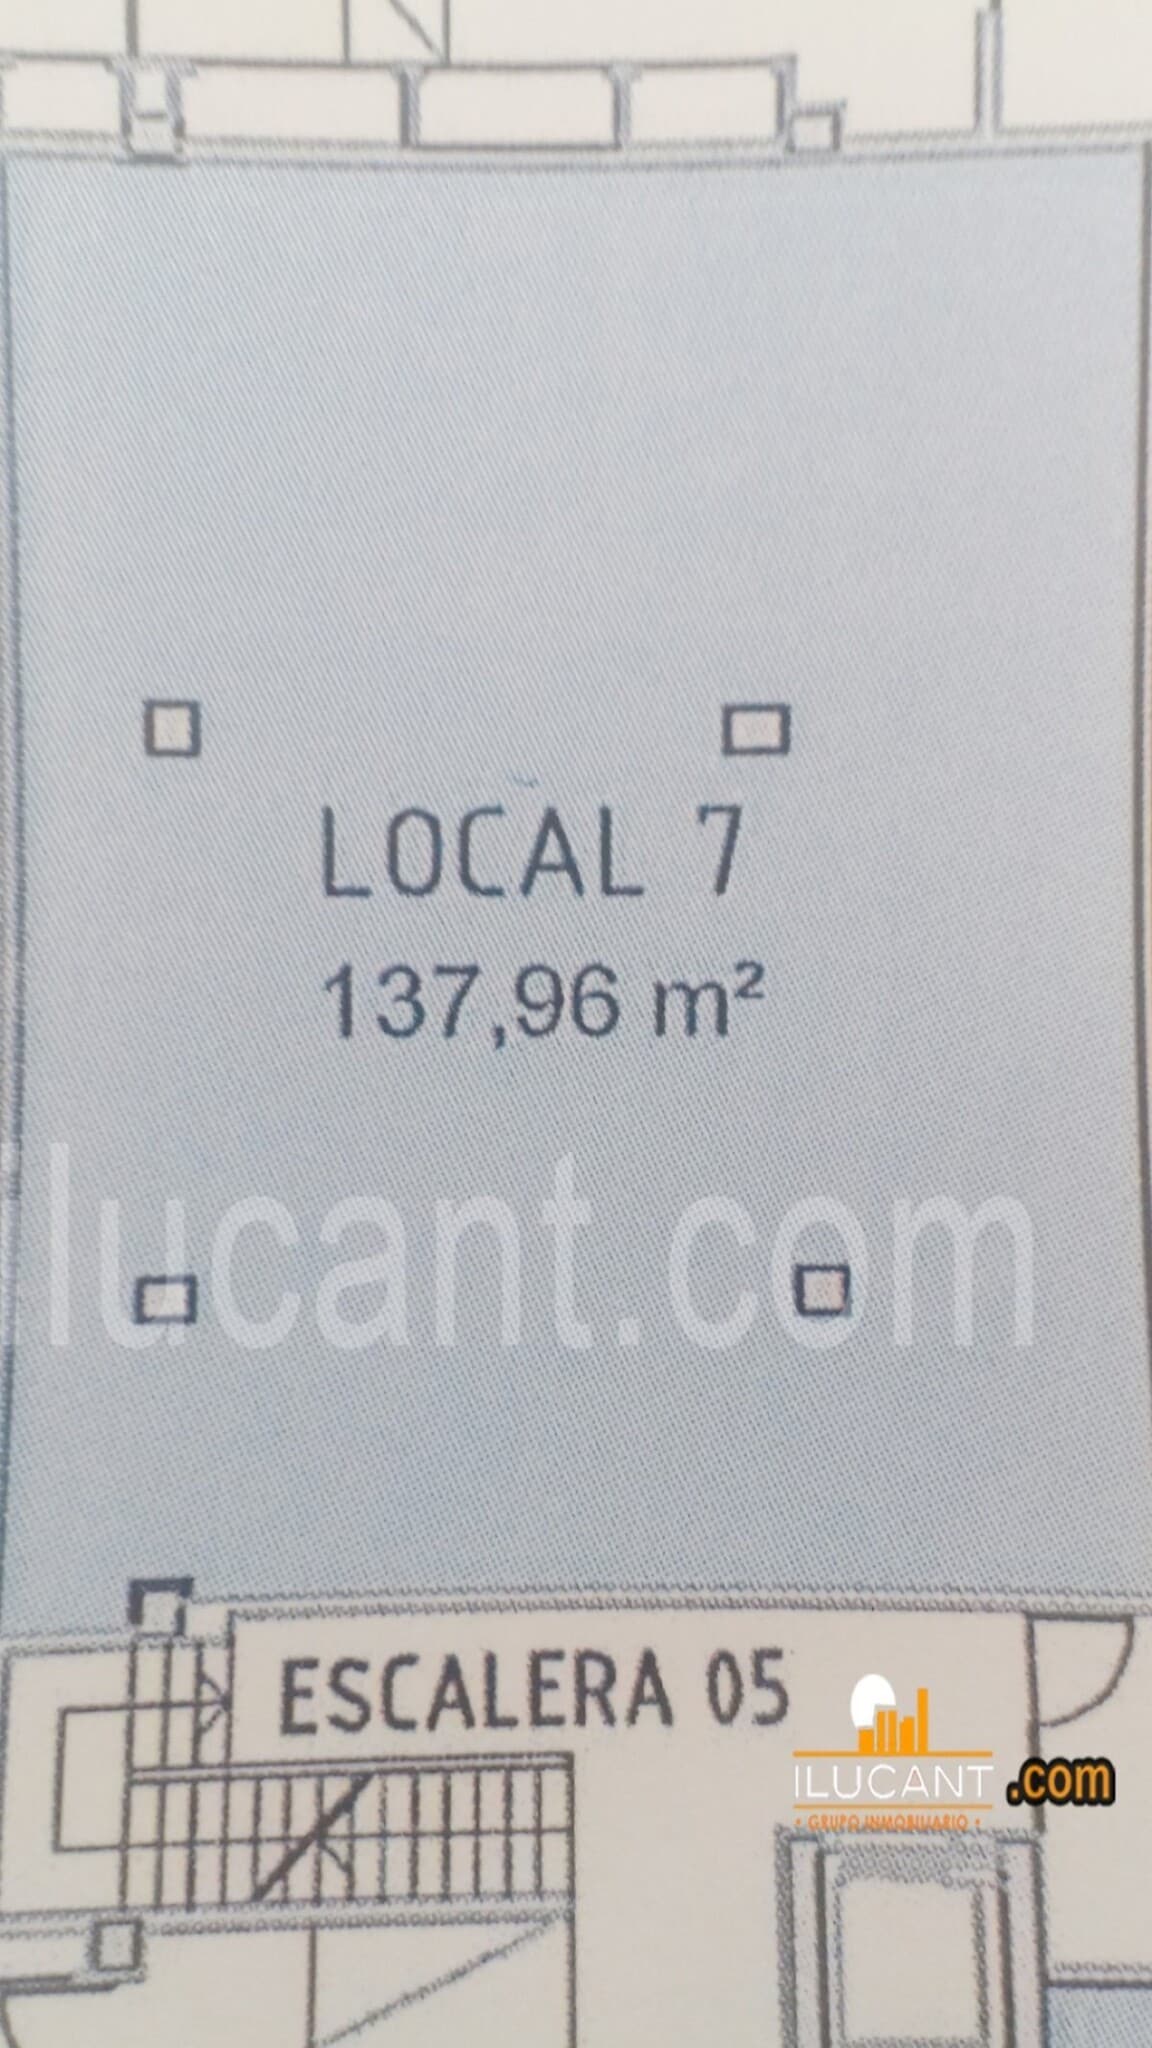 LOCAL 7
137,96 m²
ilucant.com
ESCALERA 05
ILUCANT .com
• GRUPO INMOBILIARIO •